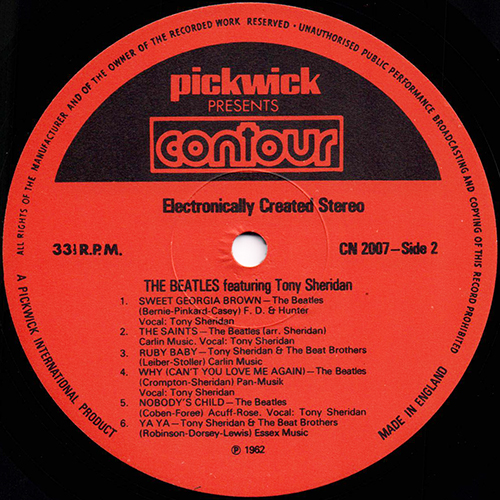 ALL RIGHTS OF THE MANUFACTURER AND OF THE OWNER OF THE RECORDED WORK RESERVED · UNAUTHORISED PUBLIC PERFORMANCE BROADCASTING AND COPYING OF THIS RECORD PROHIBITED
pickwick
PRESENTS
contour
Electronically Created Stereo
33⅓ R.P.M.
CN 2007—Side 2
THE BEATLES featuring Tony Sheridan
1. SWEET GEORGIA BROWN—The Beatles
(Bernie-Pinkard-Casey) F. D. & Hunter
Vocal: Tony Sheridan
2. THE SAINTS—The Beatles (arr. Sheridan)
Carlin Music. Vocal: Tony Sheridan
3. RUBY BABY—Tony Sheridan & The Beat Brothers
(Leiber-Stoller) Carlin Music
4. WHY (CAN'T YOU LOVE ME AGAIN)—The Beatles
(Crompton-Sheridan) Pan-Musik
Vocal: Tony Sheridan
5. NOBODY'S CHILD—The Beatles
(Coben-Foree) Acuff-Rose. Vocal: Tony Sheridan
6. YA YA—Tony Sheridan & The Beat Brothers
(Robinson-Dorsey-Lewis) Essex Music
℗ 1962
A PICKWICK INTERNATIONAL PRODUCT
MADE IN ENGLAND